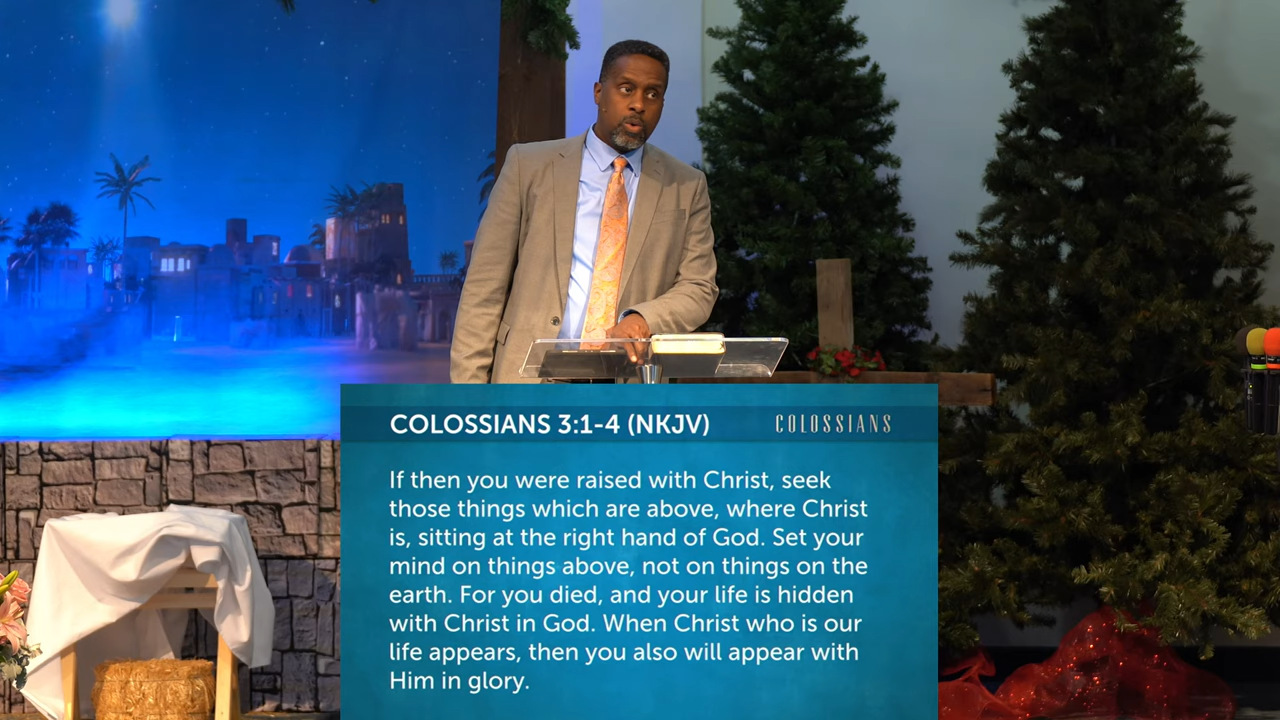 COLOSSIANS 3:1-4 (NKJV)
COLOSSIANS
If then you were raised with Christ, seek
those things which are above, where Christ
is, sitting at the right hand of God. Set your
mind on things above, not on things on the
earth. For you died, and your life is hidden
with Christ in God. When Christ who is our
life appears, then you also will appear with
Him in glory.